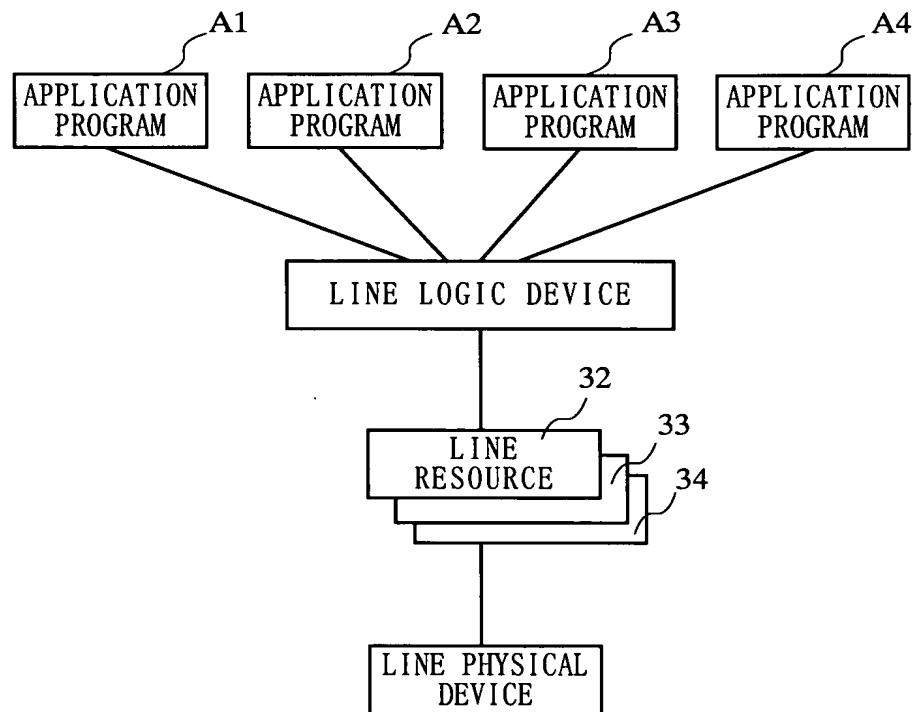 A1 A2 A3 A4
APPLICATION PROGRAM
APPLICATION PROGRAM
APPLICATION PROGRAM
APPLICATION PROGRAM
LINE LOGIC DEVICE
32
LINE
RESOURCE
33
34
LINE PHYSICAL
DEVICE